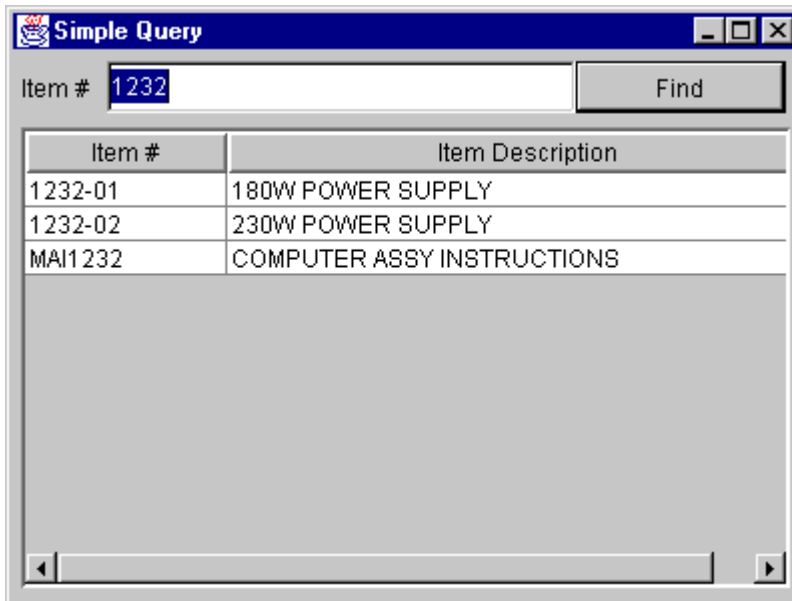 Simple Query
Item # 1232 Find
Item # Item Description
1232-01 180W POWER SUPPLY
1232-02 230W POWER SUPPLY
MAI1232 COMPUTER ASSY INSTRUCTIONS